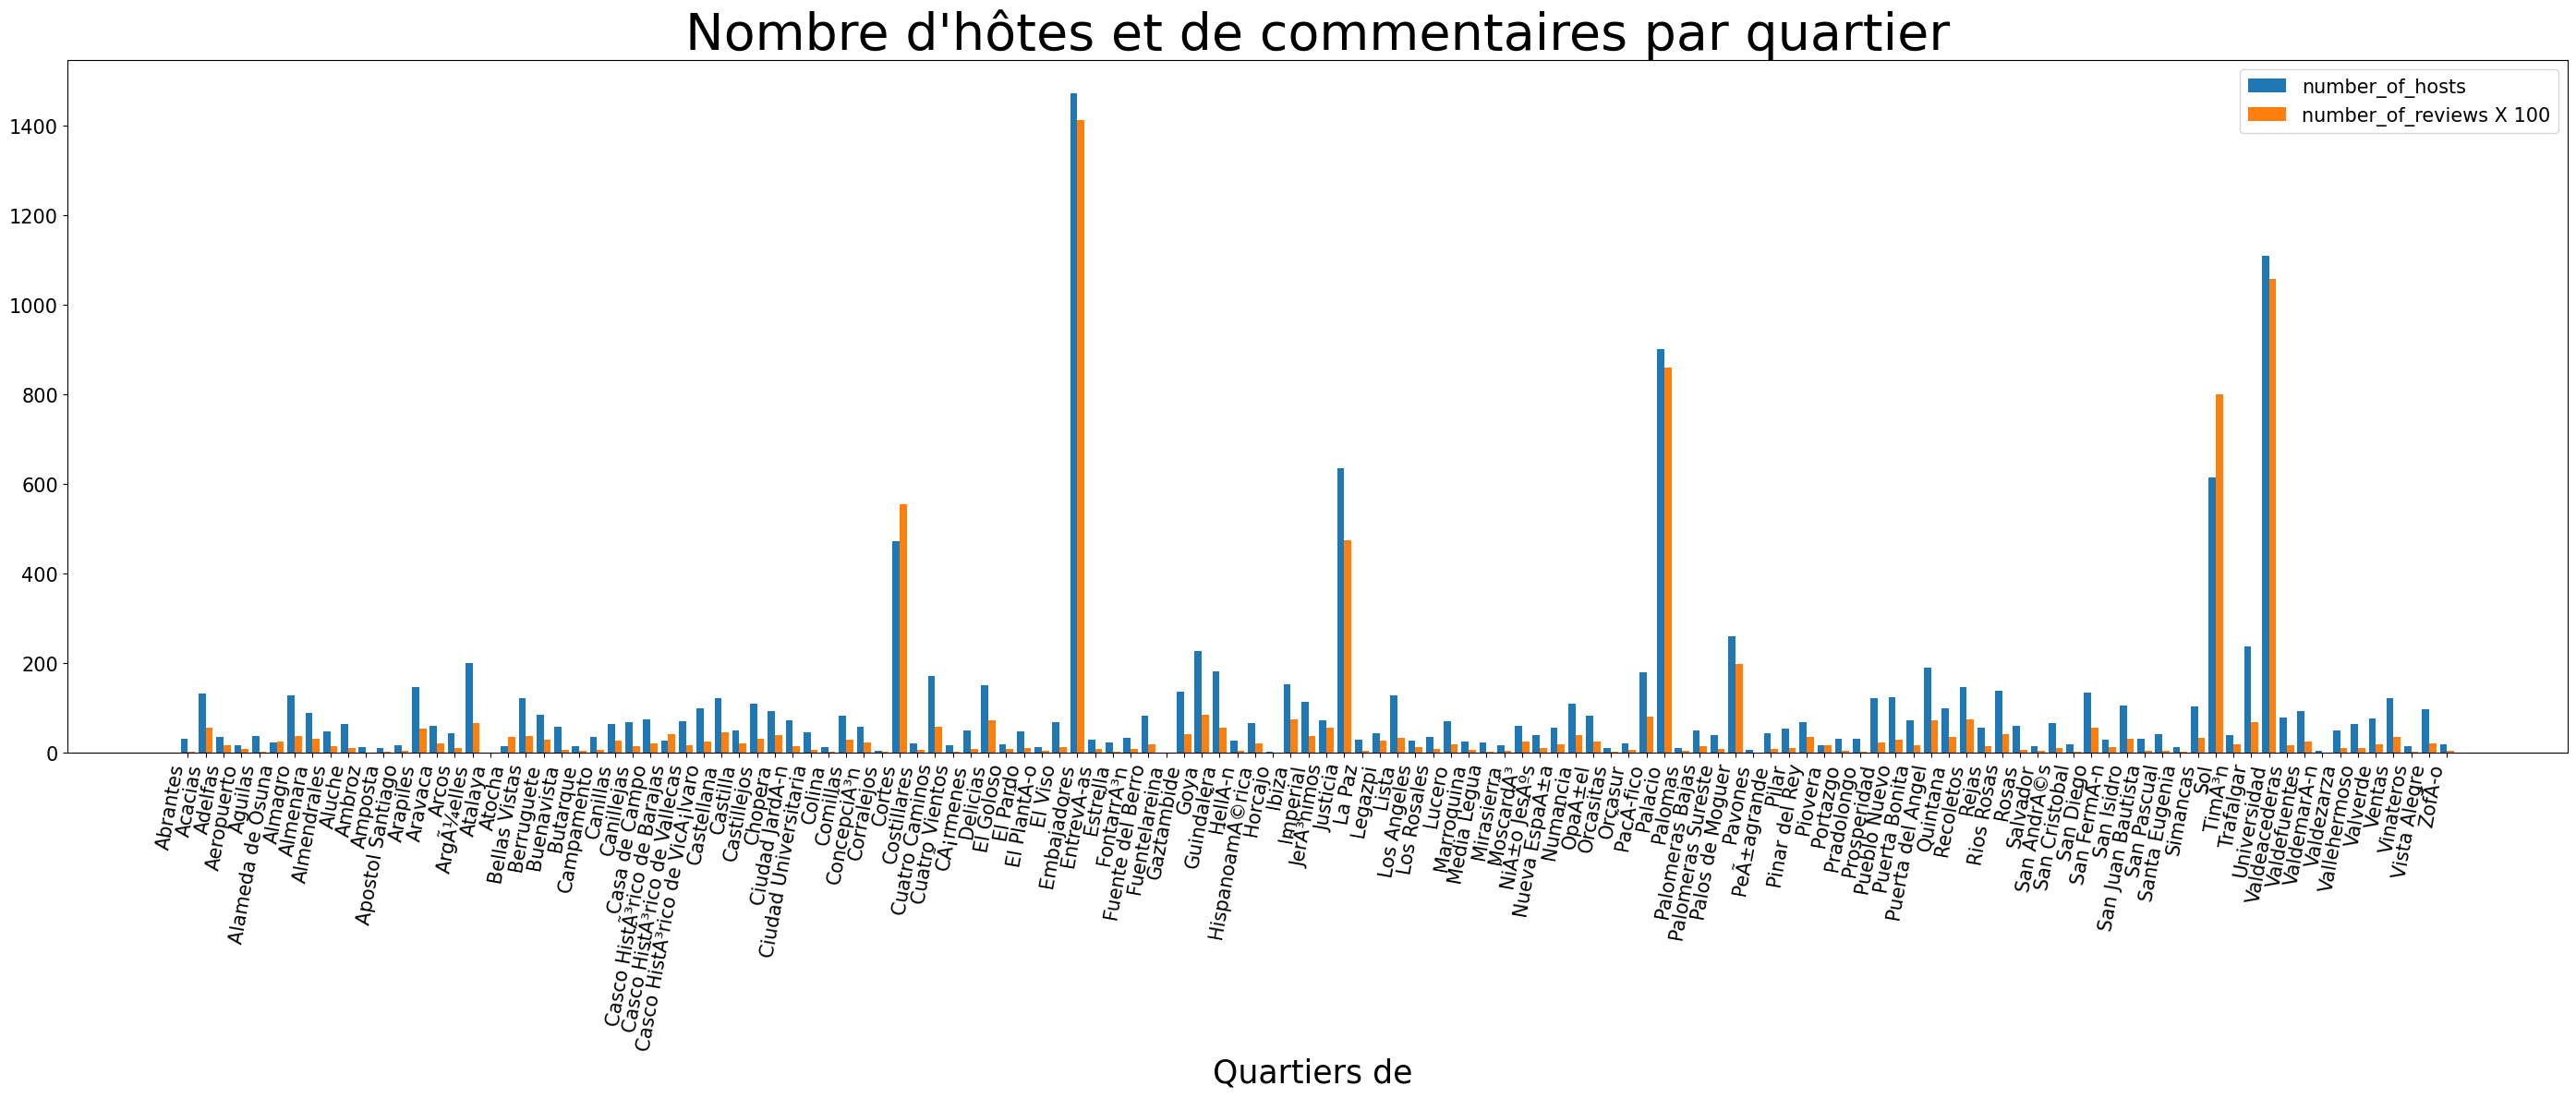 Nombre d'hôtes et de commentaires par quartier
number_of_hosts
number_of_reviews X 100
1400
1200
1000
800
600
400
200
0
Abrantes
Acacias
Adelfas
Aeropuerto
Aguilas
Alameda de Osuna
Almagro
Almenara
Almendrales
Aluche
Ambroz
Amposta
Apostol Santiago
Arapiles
Aravaca
Arcos
ArgÃ¼elles
Atalaya
Atocha
Bellas Vistas
Berruguete
Buenavista
Butarque
Campamento
Canillas
Canillejas
Casa de Campo
Casco HistÃ³rico de Barajas
Casco HistÃ³rico de Vallecas
Casco HistÃ³rico de VicÃ¡lvaro
Castellana
Castilla
Castillejos
Chopera
Ciudad JardÃ-n
Ciudad Universitaria
Colina
Comillas
ConcepciÃ³n
Corralejos
Cortes
Costillares
Cuatro Caminos
Cuatro Vientos
CÃ¡rmenes
Delicias
El Goloso
El Pardo
El PlantÃ-o
El Viso
Embajadores
EntrevÃ-as
Estrella
FontarrÃ³n
Fuente del Berro
Fuentelareina
Gaztambide
Goya
Guindalera
HellÃ-n
HispanoamÃ©rica
Horcajo
Ibiza
Imperial
JerÃ³nimos
Justicia
La Paz
Legazpi
Lista
Los Angeles
Los Rosales
Lucero
Marroquina
Media Legua
Mirasierra
MoscardÃ³
NiÃ±o JesÃºs
Nueva EspaÃ±a
Numancia
OpaÃ±el
Orcasitas
Orcasur
PacÃ-fico
Palacio
Palomas
Palomeras Bajas
Palomeras Sureste
Palos de Moguer
Pavones
PeÃ±agrande
Pilar
Pinar del Rey
Piovera
Portazgo
Pradolongo
Prosperidad
Pueblo Nuevo
Puerta Bonita
Puerta del Angel
Quintana
Recoletos
Rejas
Rios Rosas
Rosas
Salvador
San AndrÃ©s
San Cristobal
San Diego
San FermÃ-n
San Isidro
San Juan Bautista
San Pascual
Santa Eugenia
Simancas
Sol
TimÃ³n
Trafalgar
Universidad
Valdeacederas
Valdefuentes
ValdemarÃ-n
Valdezarza
Vallehermoso
Valverde
Ventas
Vinateros
Vista Alegre
ZofÃ-o
Quartiers de